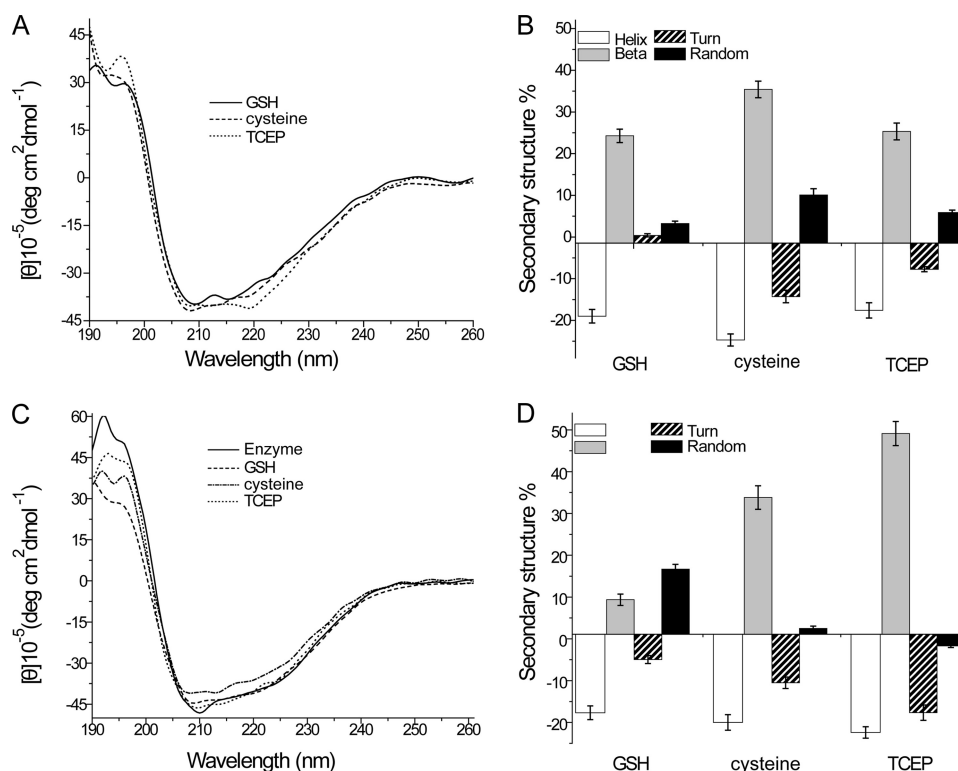 A
45
30
15
0
-15
-30
-45
[θ]10⁻⁵(deg cm²dmol⁻¹)
GSH
cysteine
TCEP
190 200 210 220 230 240 250 260
Wavelength (nm)
B
Helix Turn
Beta Random
50
40
30
20
10
0
-10
-20
Secondary structure %
GSH cysteine TCEP
C
60
45
30
15
0
-15
-30
-45
[θ]10⁻⁵(deg cm²dmol⁻¹)
Enzyme
GSH
cysteine
TCEP
190 200 210 220 230 240 250 260
Wavelength (nm)
D
Turn
Random
50
40
30
20
10
0
-10
-20
Secondary structure %
GSH cysteine TCEP